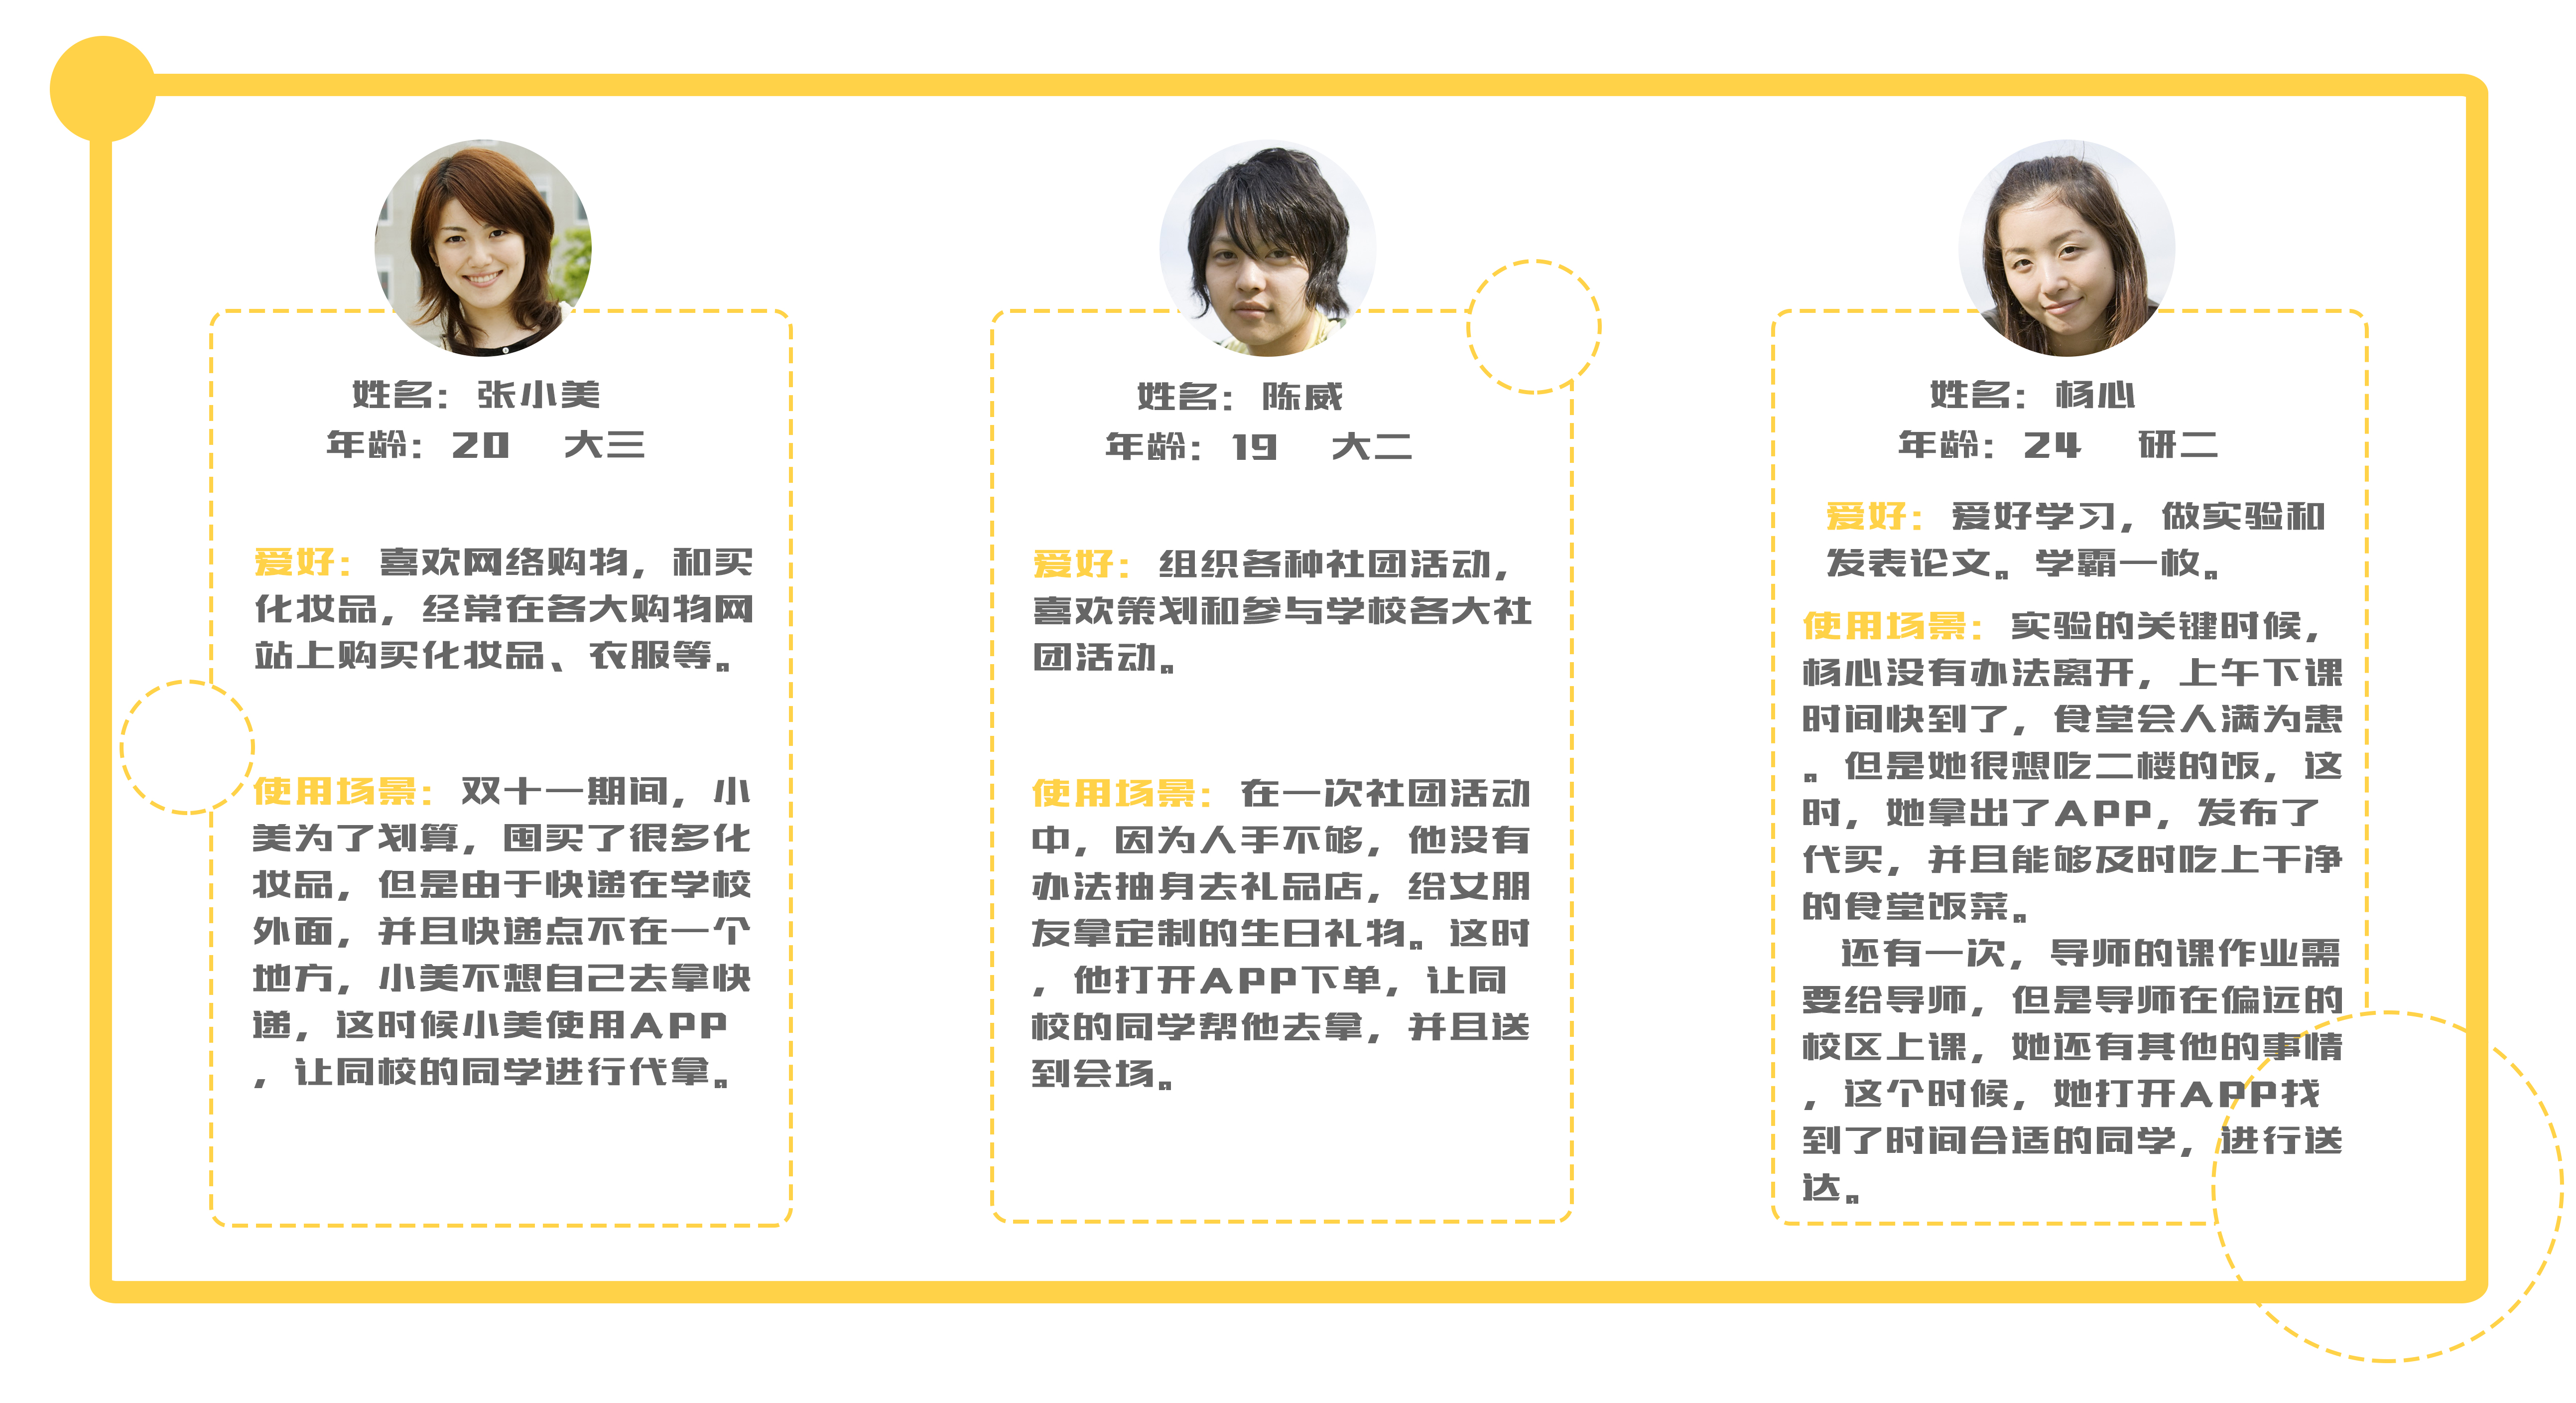 姓名：张小美
年龄：20 大三
爱好：喜欢网络购物，和买
化妆品，经常在各大购物网
站上购买化妆品、衣服等。
使用场景：双十一期间，小
美为了划算，囤买了很多化
妆品，但是由于快递在学校
外面，并且快递点不在一个
地方，小美不想自己去拿快
递，这时候小美使用APP
，让同校的同学进行代拿。
姓名：陈威
年龄：19 大二
爱好：组织各种社团活动，
喜欢策划和参与学校各大社
团活动。
使用场景：在一次社团活动
中，因为人手不够，他没有
办法抽身去礼品店，给女朋
友拿定制的生日礼物。这时
，他打开APP下单，让同
校的同学帮他去拿，并且送
到会场。
姓名：杨心
年龄：24 研二
爱好：爱好学习，做实验和
发表论文。学霸一枚。
使用场景：实验的关键时候，
杨心没有办法离开，上午下课
时间快到了，食堂会人满为患
。但是她很想吃二楼的饭，这
时，她拿出了APP，发布了
代买，并且能够及时吃上干净
的食堂饭菜。
还有一次，导师的课作业需
要给导师，但是导师在偏远的
校区上课，她还有其他的事情
，这个时候，她打开APP找
到了时间合适的同学，进行送
达。